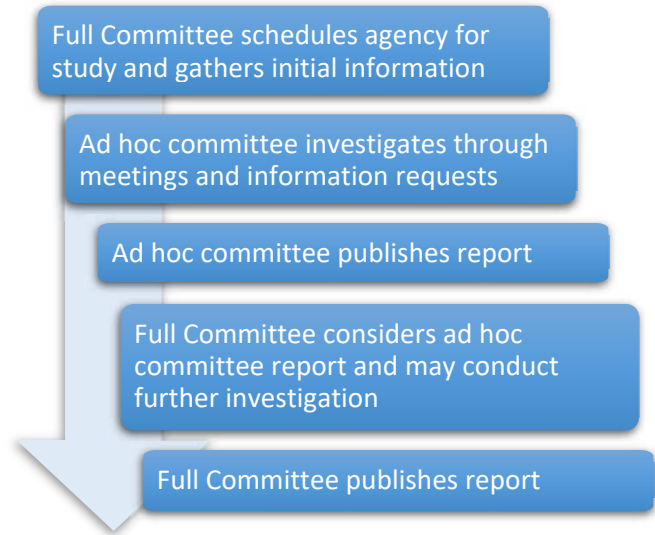 Full Committee schedules agency for
study and gathers initial information
Ad hoc committee investigates through
meetings and information requests
Ad hoc committee publishes report
Full Committee considers ad hoc
committee report and may conduct
further investigation
Full Committee publishes report